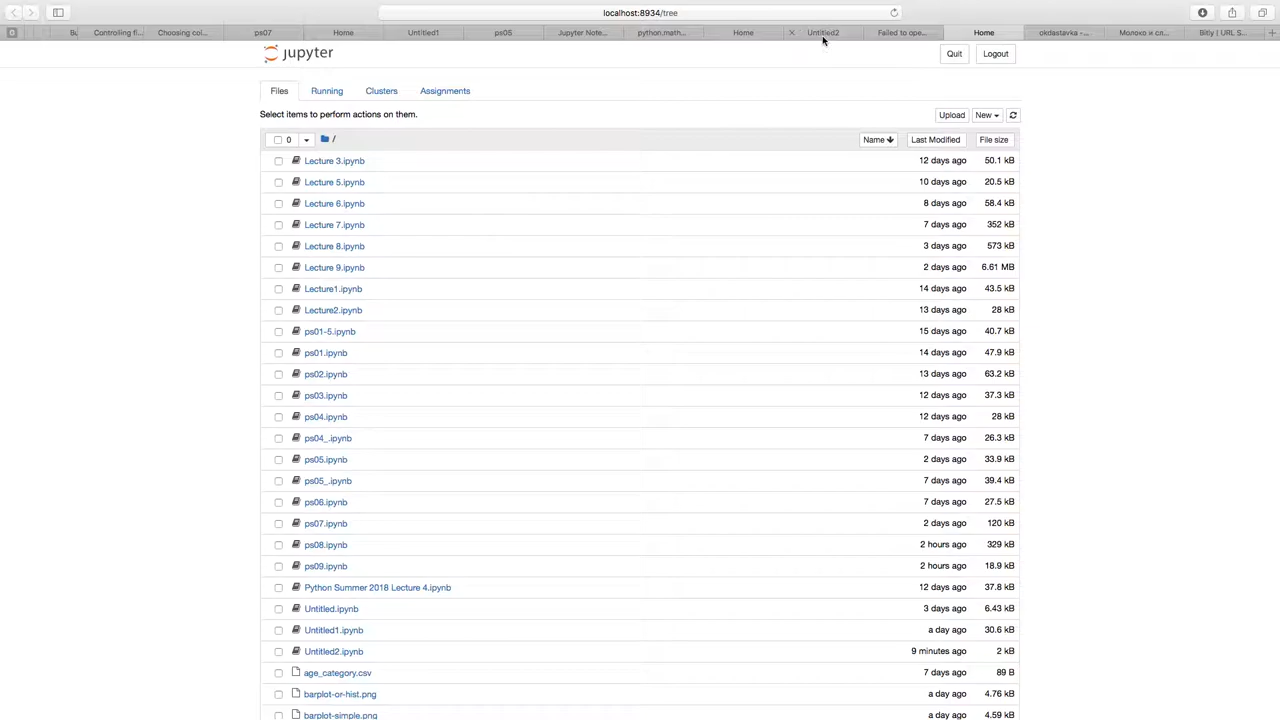 localhost:8934/tree
Controlling fi... Choosing col... ps07 Home Untitled1 ps05 Jupyter Note... python.math... Home Untitled2 Failed to ope... Home okdastavka -... Молоко и сл... Bitly | URL S...
jupyter Quit Logout
Files Running Clusters Assignments
Select items to perform actions on them. Upload New
0 / Name Last Modified File size
Lecture 3.ipynb 12 days ago 50.1 kB
Lecture 5.ipynb 10 days ago 20.5 kB
Lecture 6.ipynb 8 days ago 58.4 kB
Lecture 7.ipynb 7 days ago 352 kB
Lecture 8.ipynb 3 days ago 573 kB
Lecture 9.ipynb 2 days ago 6.61 MB
Lecture1.ipynb 14 days ago 43.5 kB
Lecture2.ipynb 13 days ago 28 kB
ps01-5.ipynb 15 days ago 40.7 kB
ps01.ipynb 14 days ago 47.9 kB
ps02.ipynb 13 days ago 63.2 kB
ps03.ipynb 12 days ago 37.3 kB
ps04.ipynb 12 days ago 28 kB
ps04_.ipynb 7 days ago 26.3 kB
ps05.ipynb 2 days ago 33.9 kB
ps05_.ipynb 7 days ago 39.4 kB
ps06.ipynb 7 days ago 27.5 kB
ps07.ipynb 2 days ago 120 kB
ps08.ipynb 2 hours ago 329 kB
ps09.ipynb 2 hours ago 18.9 kB
Python Summer 2018 Lecture 4.ipynb 12 days ago 37.8 kB
Untitled.ipynb 3 days ago 6.43 kB
Untitled1.ipynb a day ago 30.6 kB
Untitled2.ipynb 9 minutes ago 2 kB
age_category.csv 7 days ago 89 B
barplot-or-hist.png a day ago 4.76 kB
barplot-simple.png a day ago 4.59 kB